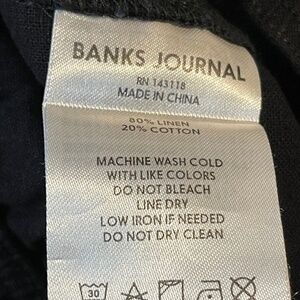 BANKS JOURNAL
RN 143118
MADE IN CHINA
80% LINEN
20% COTTON
MACHINE WASH COLD
WITH LIKE COLORS
DO NOT BLEACH
LINE DRY
LOW IRON IF NEEDED
DO NOT DRY CLEAN
30